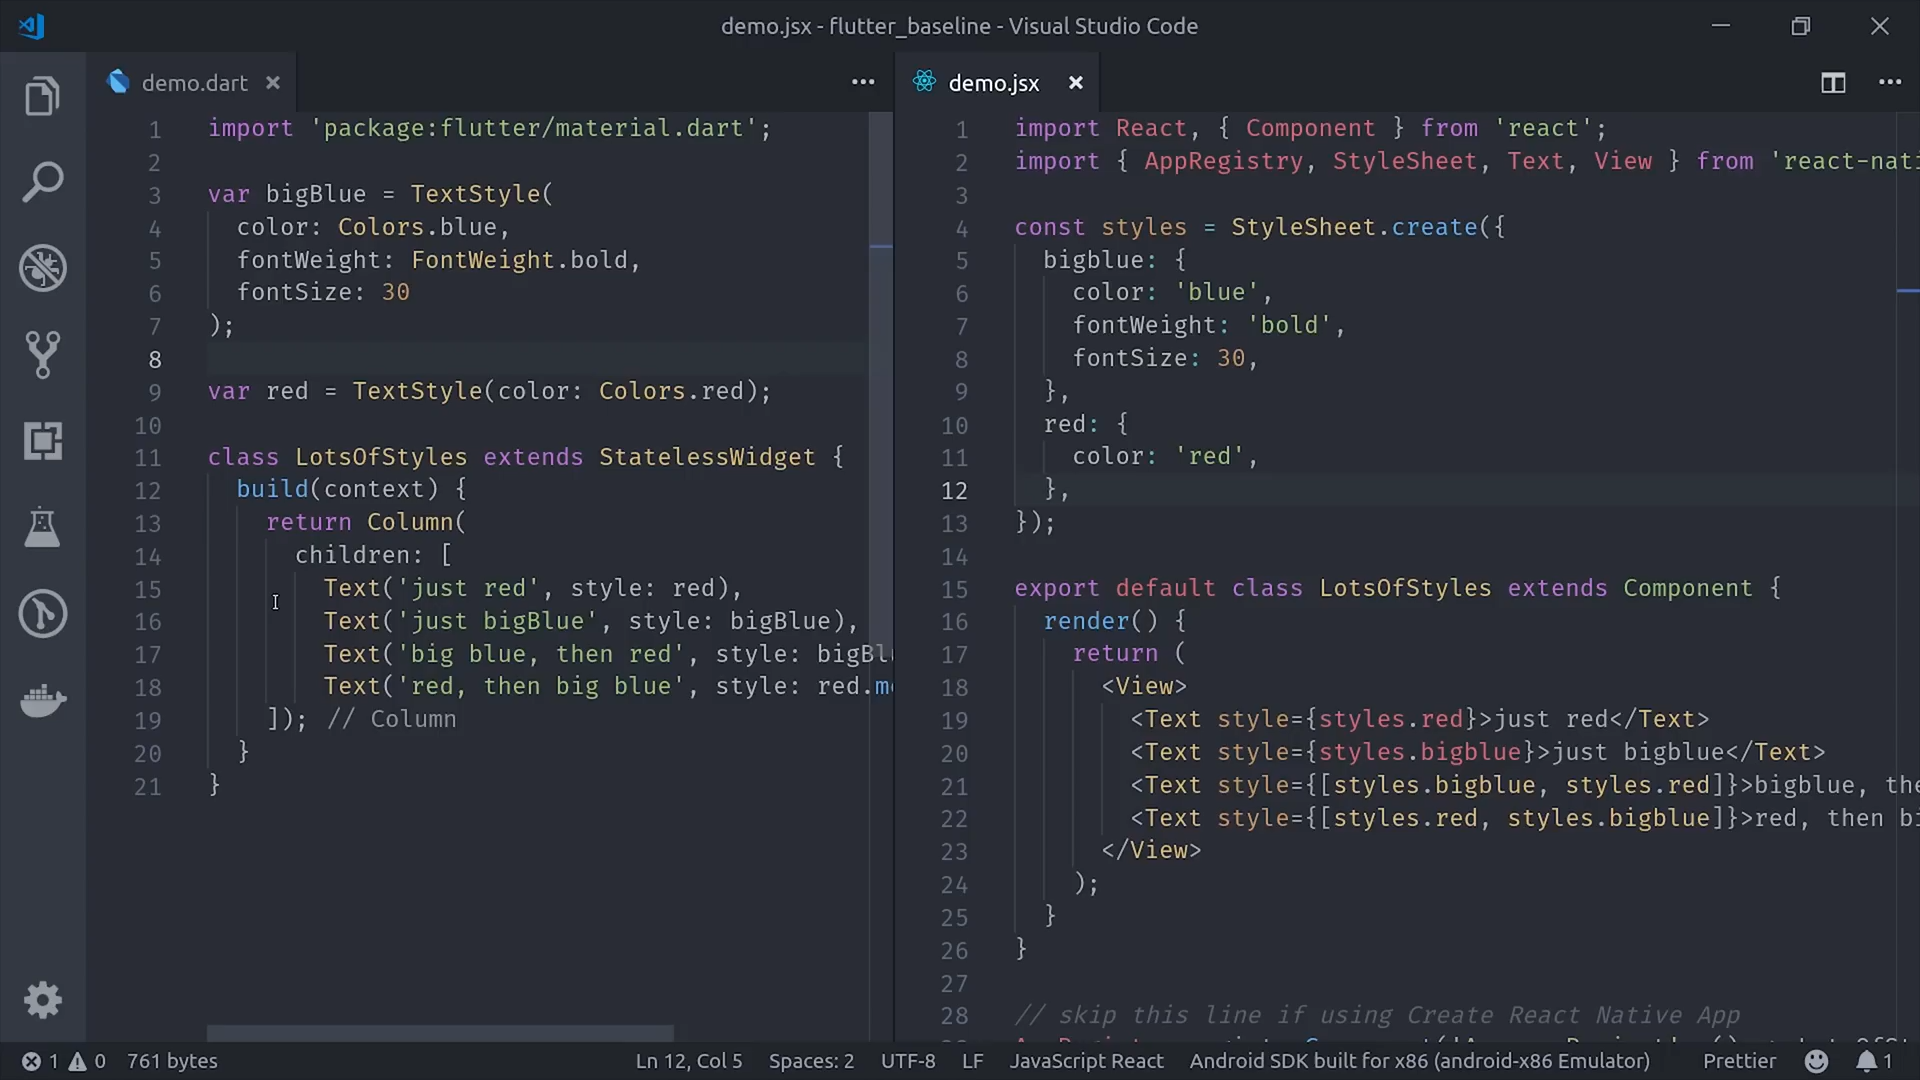 demo.jsx - flutter_baseline - Visual Studio Code
demo.dart
1 import 'package:flutter/material.dart';
2
3 var bigBlue = TextStyle(
4 color: Colors.blue,
5 fontWeight: FontWeight.bold,
6 fontSize: 30
7 );
8
9 var red = TextStyle(color: Colors.red);
10
11 class LotsOfStyles extends StatelessWidget {
12 build(context) {
13 return Column(
14 children: [
15 Text('just red', style: red),
16 Text('just bigBlue', style: bigBlue),
17 Text('big blue, then red', style: bigBl
18 Text('red, then big blue', style: red.m
19 ]); // Column
20 }
21 }
demo.jsx
1 import React, { Component } from 'react';
2 import { AppRegistry, StyleSheet, Text, View } from 'react-nati
3
4 const styles = StyleSheet.create({
5 bigblue: {
6 color: 'blue',
7 fontWeight: 'bold',
8 fontSize: 30,
9 },
10 red: {
11 color: 'red',
12 },
13 });
14
15 export default class LotsOfStyles extends Component {
16 render() {
17 return (
18 <View>
19 <Text style={styles.red}>just red</Text>
20 <Text style={styles.bigblue}>just bigblue</Text>
21 <Text style={[styles.bigblue, styles.red]}>bigblue, the
22 <Text style={[styles.red, styles.bigblue]}>red, then bi
23 </View>
24 );
25 }
26 }
27
28 // skip this line if using Create React Native App
1 0 761 bytes Ln 12, Col 5 Spaces: 2 UTF-8 LF JavaScript React Android SDK built for x86 (android-x86 Emulator) Prettier 1